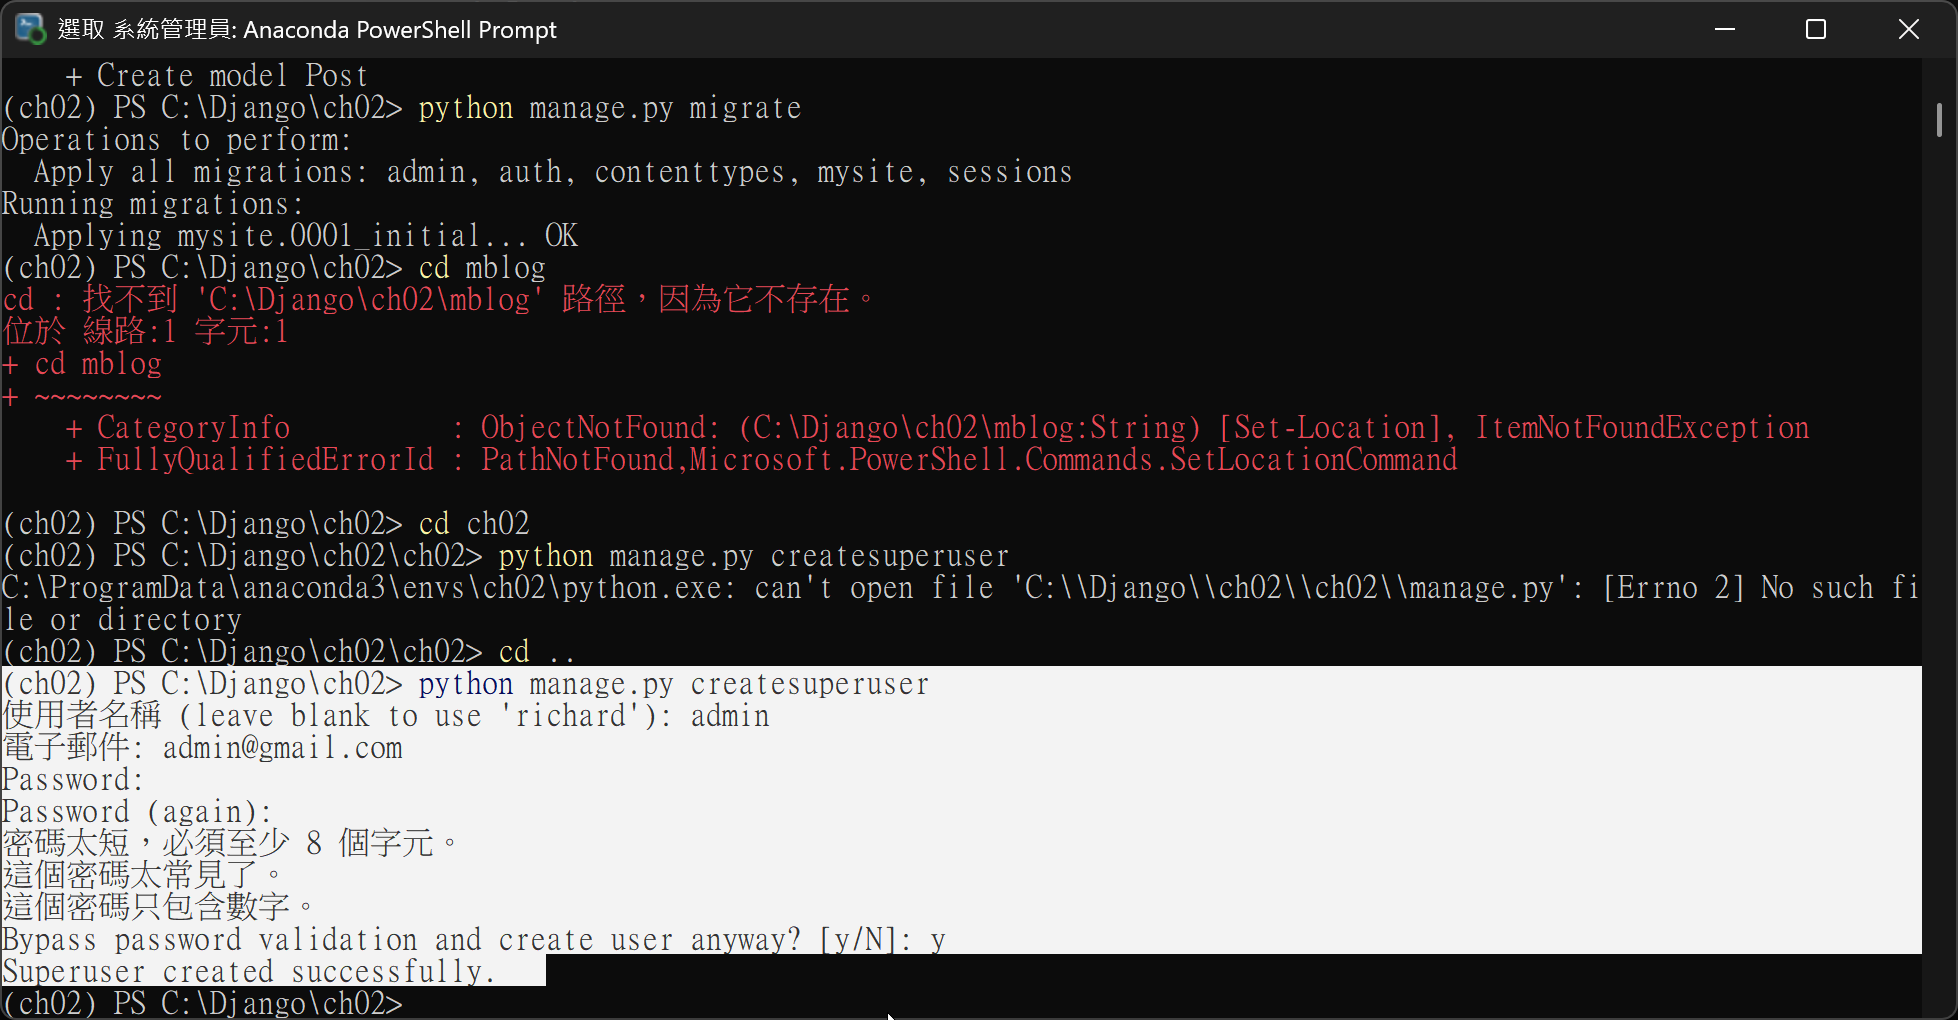 選取 系統管理員: Anaconda PowerShell Prompt
    + Create model Post
(ch02) PS C:\Django\ch02> python manage.py migrate
Operations to perform:
  Apply all migrations: admin, auth, contenttypes, mysite, sessions
Running migrations:
  Applying mysite.0001_initial... OK
(ch02) PS C:\Django\ch02> cd mblog
cd : 找不到 'C:\Django\ch02\mblog' 路徑，因為它不存在。
位於 線路:1 字元:1
+ cd mblog
+ ~~~~~~~~
    + CategoryInfo          : ObjectNotFound: (C:\Django\ch02\mblog:String) [Set-Location], ItemNotFoundException
    + FullyQualifiedErrorId : PathNotFound,Microsoft.PowerShell.Commands.SetLocationCommand
(ch02) PS C:\Django\ch02> cd ch02
(ch02) PS C:\Django\ch02\ch02> python manage.py createsuperuser
C:\ProgramData\anaconda3\envs\ch02\python.exe: can't open file 'C:\\Django\\ch02\\ch02\\manage.py': [Errno 2] No such fi
le or directory
(ch02) PS C:\Django\ch02\ch02> cd ..
(ch02) PS C:\Django\ch02> python manage.py createsuperuser
使用者名稱 (leave blank to use 'richard'): admin
電子郵件: admin@gmail.com
Password:
Password (again):
密碼太短，必須至少 8 個字元。
這個密碼太常見了。
這個密碼只包含數字。
Bypass password validation and create user anyway? [y/N]: y
Superuser created successfully.
(ch02) PS C:\Django\ch02>